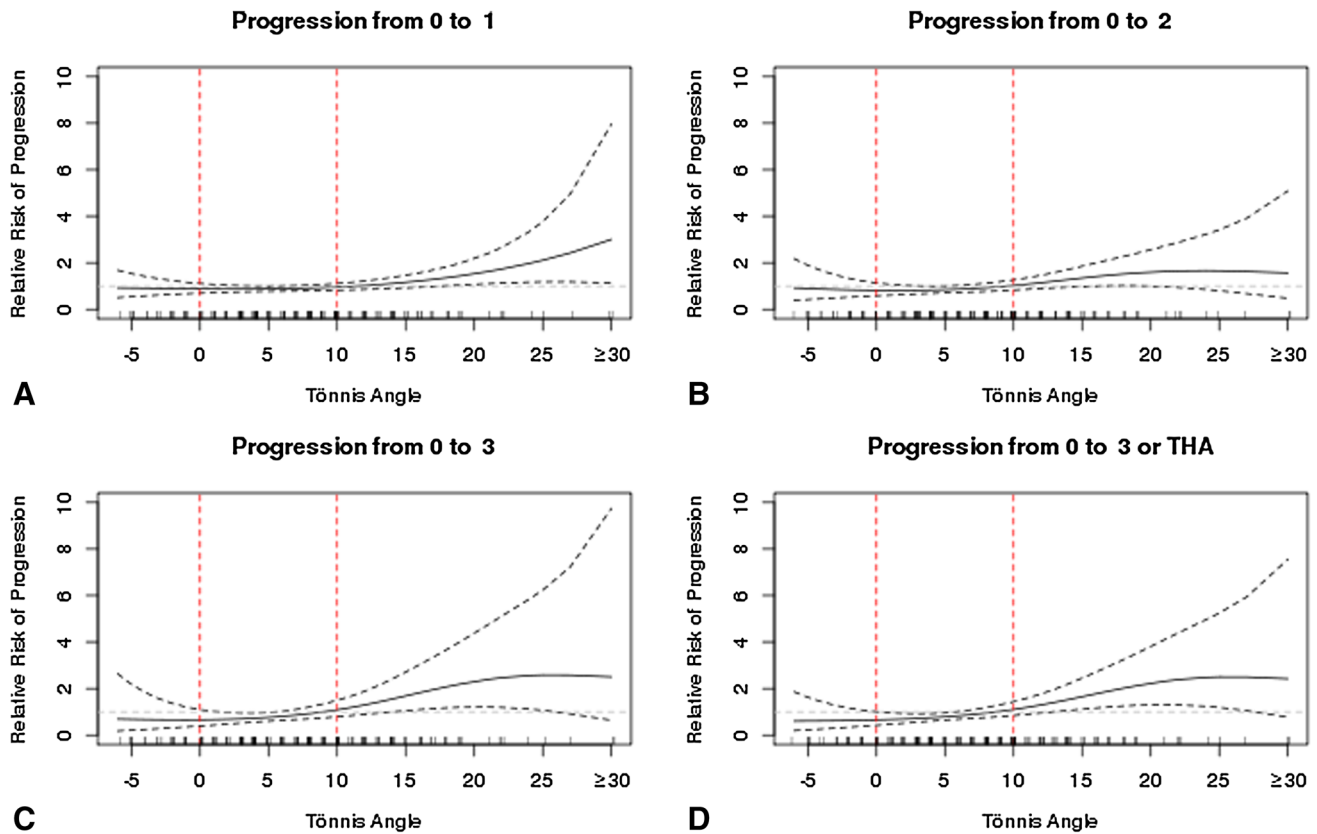 Progression from 0 to 1
Relative Risk of Progression
10
8
6
4
2
0
-5 0 5 10 15 20 25 ≥30
Tönnis Angle
A
Progression from 0 to 2
Relative Risk of Progression
10
8
6
4
2
0
-5 0 5 10 15 20 25 ≥30
Tönnis Angle
B
Progression from 0 to 3
Relative Risk of Progression
10
8
6
4
2
0
-5 0 5 10 15 20 25 ≥30
Tönnis Angle
C
Progression from 0 to 3 or THA
Relative Risk of Progression
10
8
6
4
2
0
-5 0 5 10 15 20 25 ≥30
Tönnis Angle
D